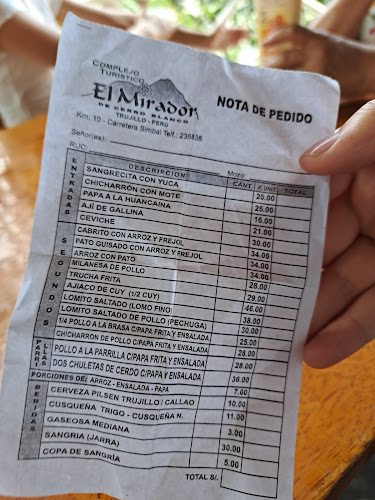 COMPLEJO
TURISTICO
El Mirador
DE CERRO BLANCO
TRUJILLO - PERU
NOTA DE PEDIDO
Km. 10 - Carretera Simbal Telf.: 235838
Señor(es):
RUC: Mozo:
DESCRIPCION CANT. P. UNIT. TOTAL
ENTRADAS
SANGRECITA CON YUCA 20.00
CHICHARRÓN CON MOTE 25.00
PAPA A LA HUANCAINA 16.00
AJÍ DE GALLINA 21.00
CEVICHE 30.00
SEGUNDOS
CABRITO CON ARROZ Y FREJOL 34.00
PATO GUISADO CON ARROZ Y FREJOL 34.00
ARROZ CON PATO 34.00
MILANESA DE POLLO 28.00
TRUCHA FRITA 29.00
AJIACO DE CUY (1/2 CUY) 46.00
LOMITO SALTADO (LOMO FINO) 38.00
LOMITO SALTADO DE POLLO (PECHUGA) 30.00
1/4 POLLO A LA BRASA C/PAPA FRITA Y ENSALADA 25.00
CHICHARRON DE POLLO C/PAPA FRITA Y ENSALADA 28.00
PARRILLAS
POLLO A LA PARRILLA C/PAPA FRITA Y ENSALADA 28.00
DOS CHULETAS DE CERDO C/PAPA Y ENSALADA 36.00
PORCIONES DE: ARROZ - ENSALADA - PAPA 7.00
BEBIDAS
CERVEZA PILSEN TRUJILLO / CALLAO 10.00
CUSQUEÑA TRIGO - CUSQUEÑA N. 11.00
GASEOSA MEDIANA 3.00
SANGRIA (JARRA) 30.00
COPA DE SANGRÍA 5.00
TOTAL S/.